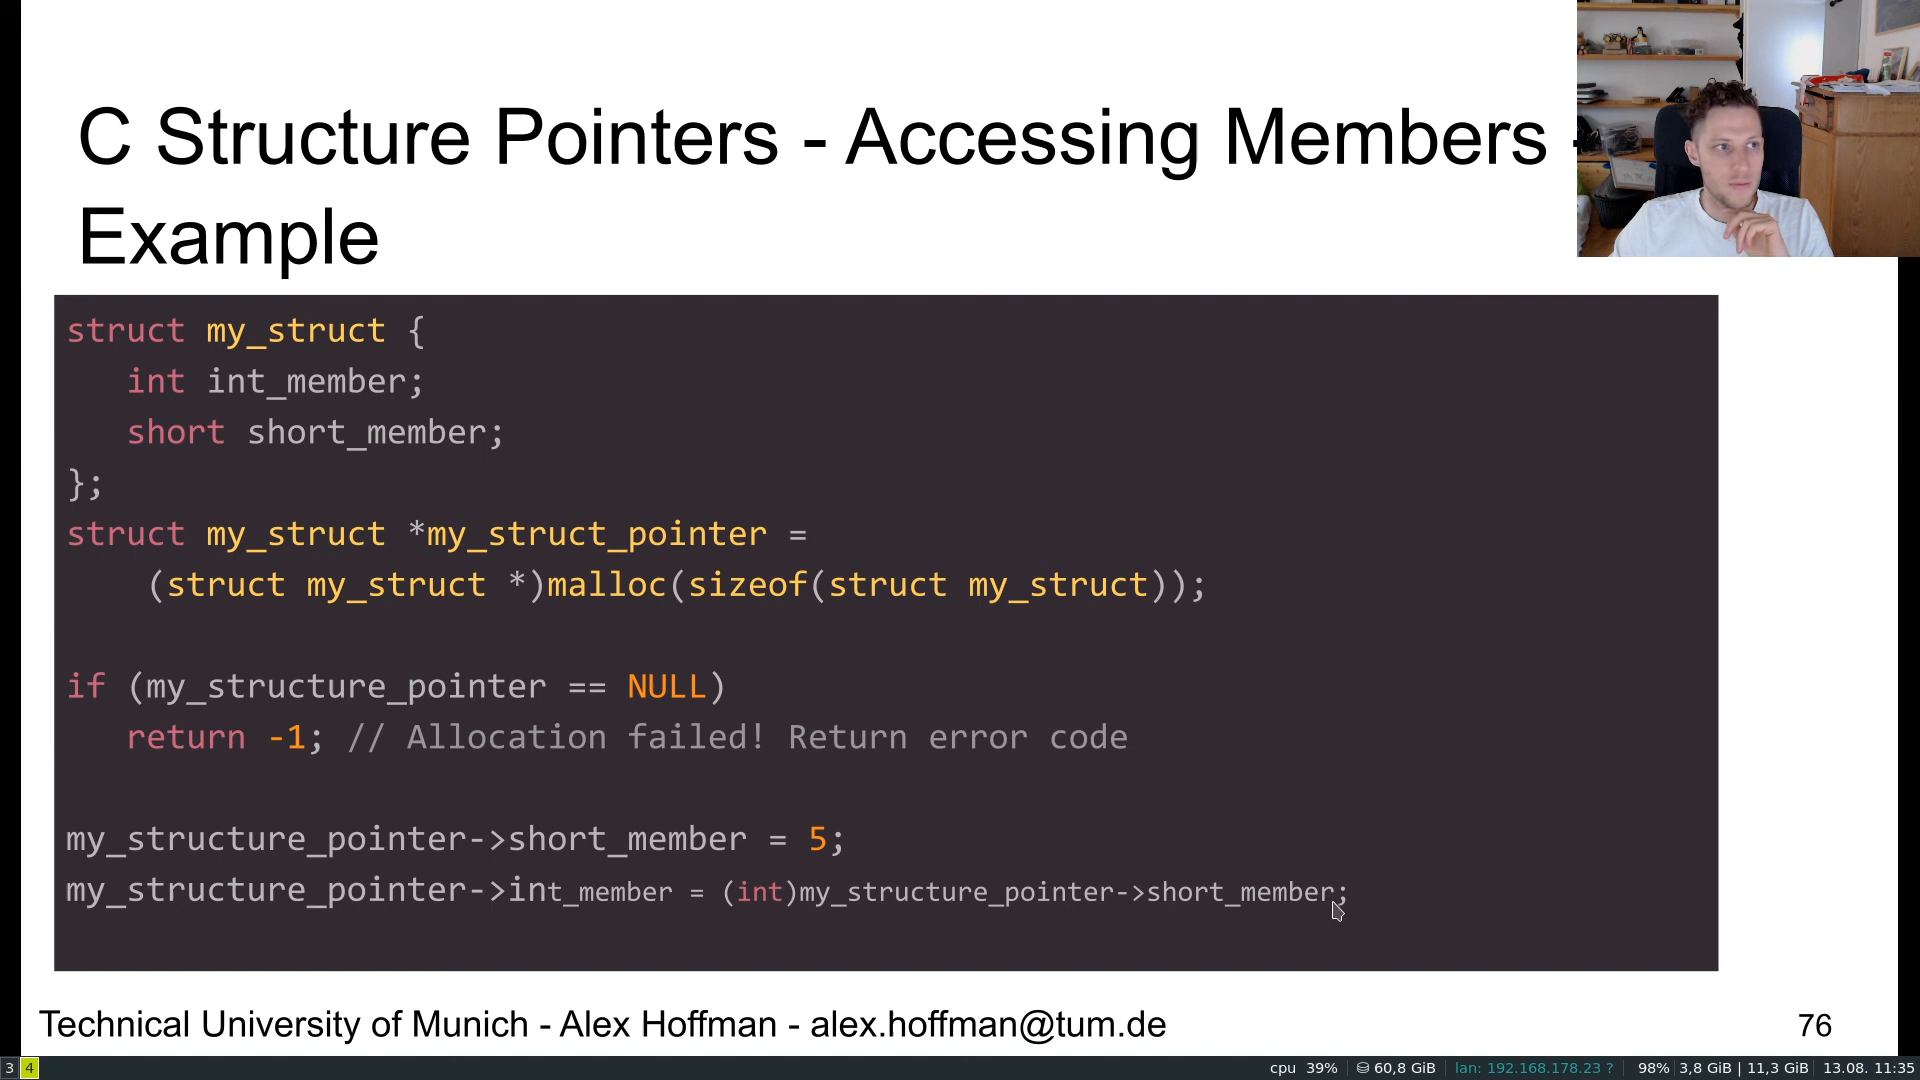 C Structure Pointers - Accessing Members -
Example
struct my_struct {
int int_member;
short short_member;
};
struct my_struct *my_struct_pointer =
(struct my_struct *)malloc(sizeof(struct my_struct));
if (my_structure_pointer == NULL)
return -1; // Allocation failed! Return error code
my_structure_pointer->short_member = 5;
my_structure_pointer->int_member = (int)my_structure_pointer->short_member;
Technical University of Munich - Alex Hoffman - alex.hoffman@tum.de
76
3 4 cpu 39% 60,8 GiB lan: 192.168.178.23 ? 98% 3,8 GiB | 11,3 GiB 13.08. 11:35